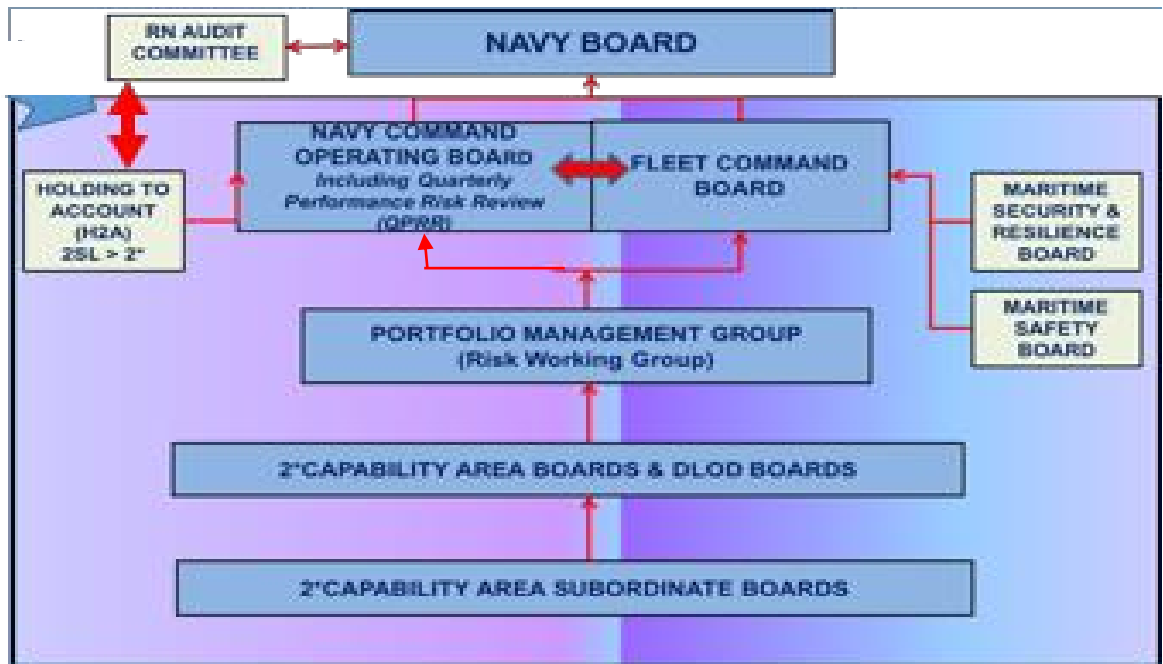 RN AUDIT
COMMITTEE
NAVY BOARD
NAVY COMMAND
OPERATING BOARD
Including Quarterly
Performance Risk Review
(QPRR)
FLEET COMMAND
BOARD
HOLDING TO
ACCOUNT
(H2A)
2SL > 2*
MARITIME
SECURITY &
RESILIENCE
BOARD
MARITIME
SAFETY
BOARD
PORTFOLIO MANAGEMENT GROUP
(Risk Working Group)
2*CAPABILITY AREA BOARDS & DLOD BOARDS
2*CAPABILITY AREA SUBORDINATE BOARDS